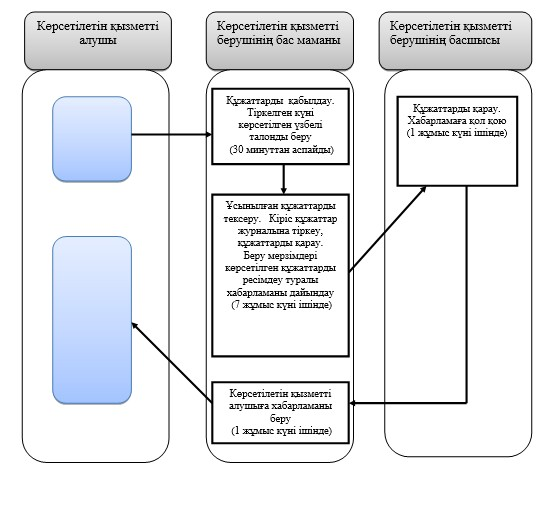 Көрсетілетін қызметті
алушы
Көрсетілетін қызметті
берушінің бас маманы
Көрсетілетін қызметті
берушінің басшысы
Құжаттарды қабылдау.
Тіркелген күні
көрсетілген үзбелі
талонды беру
(30 минуттан аспайды)
Құжаттарды қарау.
Хабарламаға қол қою
(1 жұмыс күні ішінде)
Ұсынылған құжаттарды
тексеру. Кіріс құжаттар
журналына тіркеу,
құжаттарды қарау.
Беру мерзімдері
көрсетілген құжаттарды
ресімдеу туралы
хабарламаны дайындау
(7 жұмыс күні ішінде)
Көрсетілетін қызметті
алушыға хабарламаны
беру
(1 жұмыс күні ішінде)